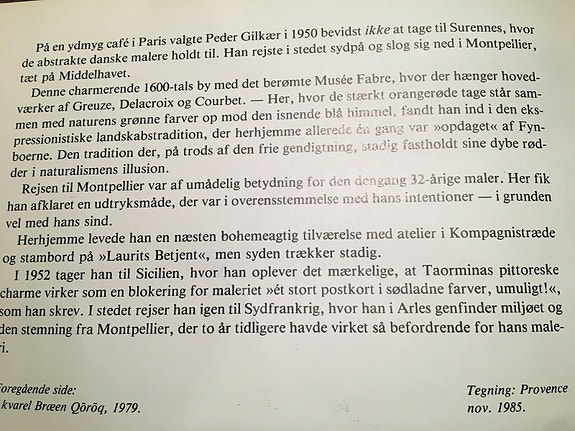 På en ydmyg café i Paris valgte Peder Gilkær i 1950 bevidst ikke at tage til Surennes, hvor
de abstrakte danske malere holdt til. Han rejste i stedet sydpå og slog sig ned i Montpellier,
tæt på Middelhavet.
Denne charmerende 1600-tals by med det berømte Musée Fabre, hvor der hænger hoved-
værker af Greuze, Delacroix og Courbet. — Her, hvor de stærkt orangerøde tage står sam-
men med naturens grønne farver op mod den isnende blå himmel, fandt han ind i den eks-
pressionistiske landskabstradition, der herhjemme allerede én gang var »opdaget« af Fyn-
boerne. Den tradition der, på trods af den frie gendigtning, stadig fastholdt sine dybe rød-
der i naturalismens illusion.
Rejsen til Montpellier var af umådelig betydning for den dengang 32-årige maler. Her fik
han afklaret en udtryksmåde, der var i overensstemmelse med hans intentioner — i grunden
vel med hans sind.
Herhjemme levede han en næsten bohemeagtig tilværelse med atelier i Kompagnistræde
og stambord på »Laurits Betjent«, men syden trækker stadig.
I 1952 tager han til Sicilien, hvor han oplever det mærkelige, at Taorminas pittoreske
charme virker som en blokering for maleriet »ét stort postkort i sødladne farver, umuligt!«,
som han skrev. I stedet rejser han igen til Sydfrankrig, hvor han i Arles genfinder miljøet og
den stemning fra Montpellier, der to år tidligere havde virket så befordrende for hans male-
ri.
foregående side:
kvarel Bræen Qōrōq, 1979.
Tegning: Provence
nov. 1985.